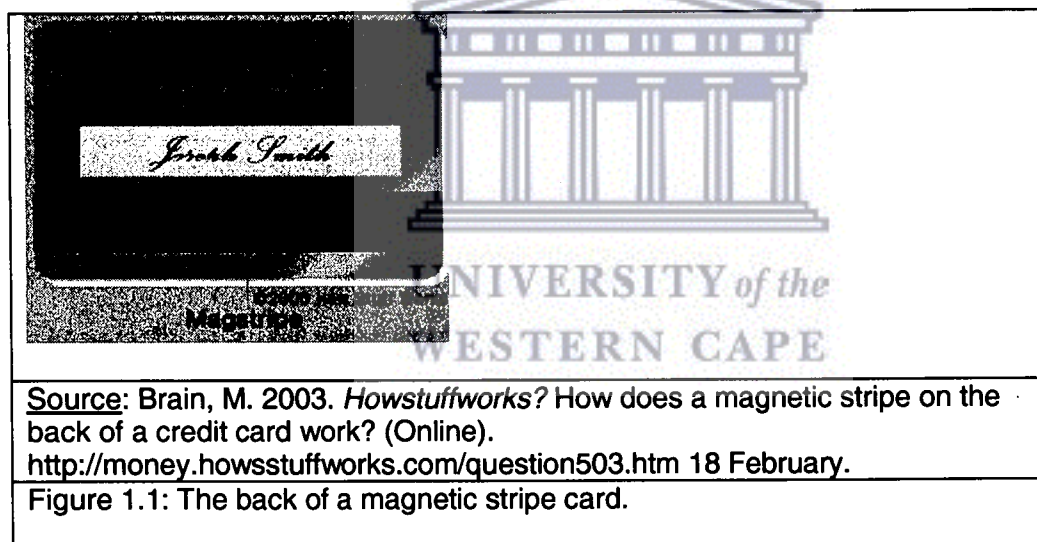 Joseph Smith
Magstripe
UNIVERSITY of the
WESTERN CAPE
Source: Brain, M. 2003. Howstuffworks? How does a magnetic stripe on the
back of a credit card work? (Online).
http://money.howsstuffworks.com/question503.htm 18 February.
Figure 1.1: The back of a magnetic stripe card.